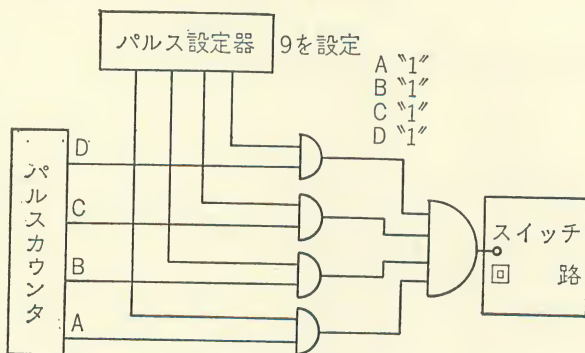 パルス設定器
9を設定
A〝1〟
B〝1〟
C〝1〟
D〝1〟
パルスカウンタ
D
C
B
A
スイッチ
回路